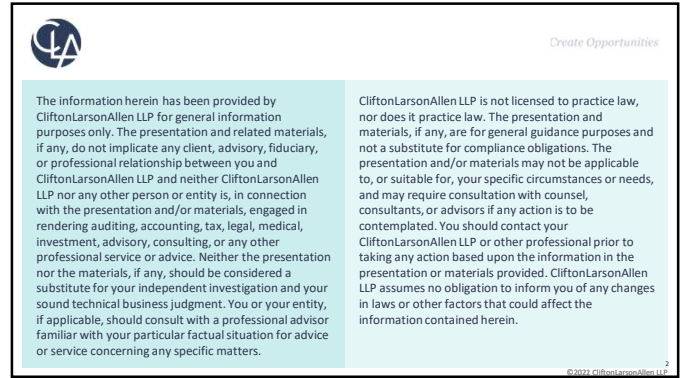 CLA
Create Opportunities
The information herein has been provided by
CliftonLarsonAllen LLP for general information
purposes only. The presentation and related materials,
if any, do not implicate any client, advisory, fiduciary,
or professional relationship between you and
CliftonLarsonAllen LLP and neither CliftonLarsonAllen
LLP nor any other person or entity is, in connection
with the presentation and/or materials, engaged in
rendering auditing, accounting, tax, legal, medical,
investment, advisory, consulting, or any other
professional service or advice. Neither the presentation
nor the materials, if any, should be considered a
substitute for your independent investigation and your
sound technical business judgment. You or your entity,
if applicable, should consult with a professional advisor
familiar with your particular factual situation for advice
or service concerning any specific matters.
CliftonLarsonAllen LLP is not licensed to practice law,
nor does it practice law. The presentation and
materials, if any, are for general guidance purposes and
not a substitute for compliance obligations. The
presentation and/or materials may not be applicable
to, or suitable for, your specific circumstances or needs,
and may require consultation with counsel,
consultants, or advisors if any action is to be
contemplated. You should contact your
CliftonLarsonAllen LLP or other professional prior to
taking any action based upon the information in the
presentation or materials provided. CliftonLarsonAllen
LLP assumes no obligation to inform you of any changes
in laws or other factors that could affect the
information contained herein.
2
©2022 CliftonLarsonAllen LLP